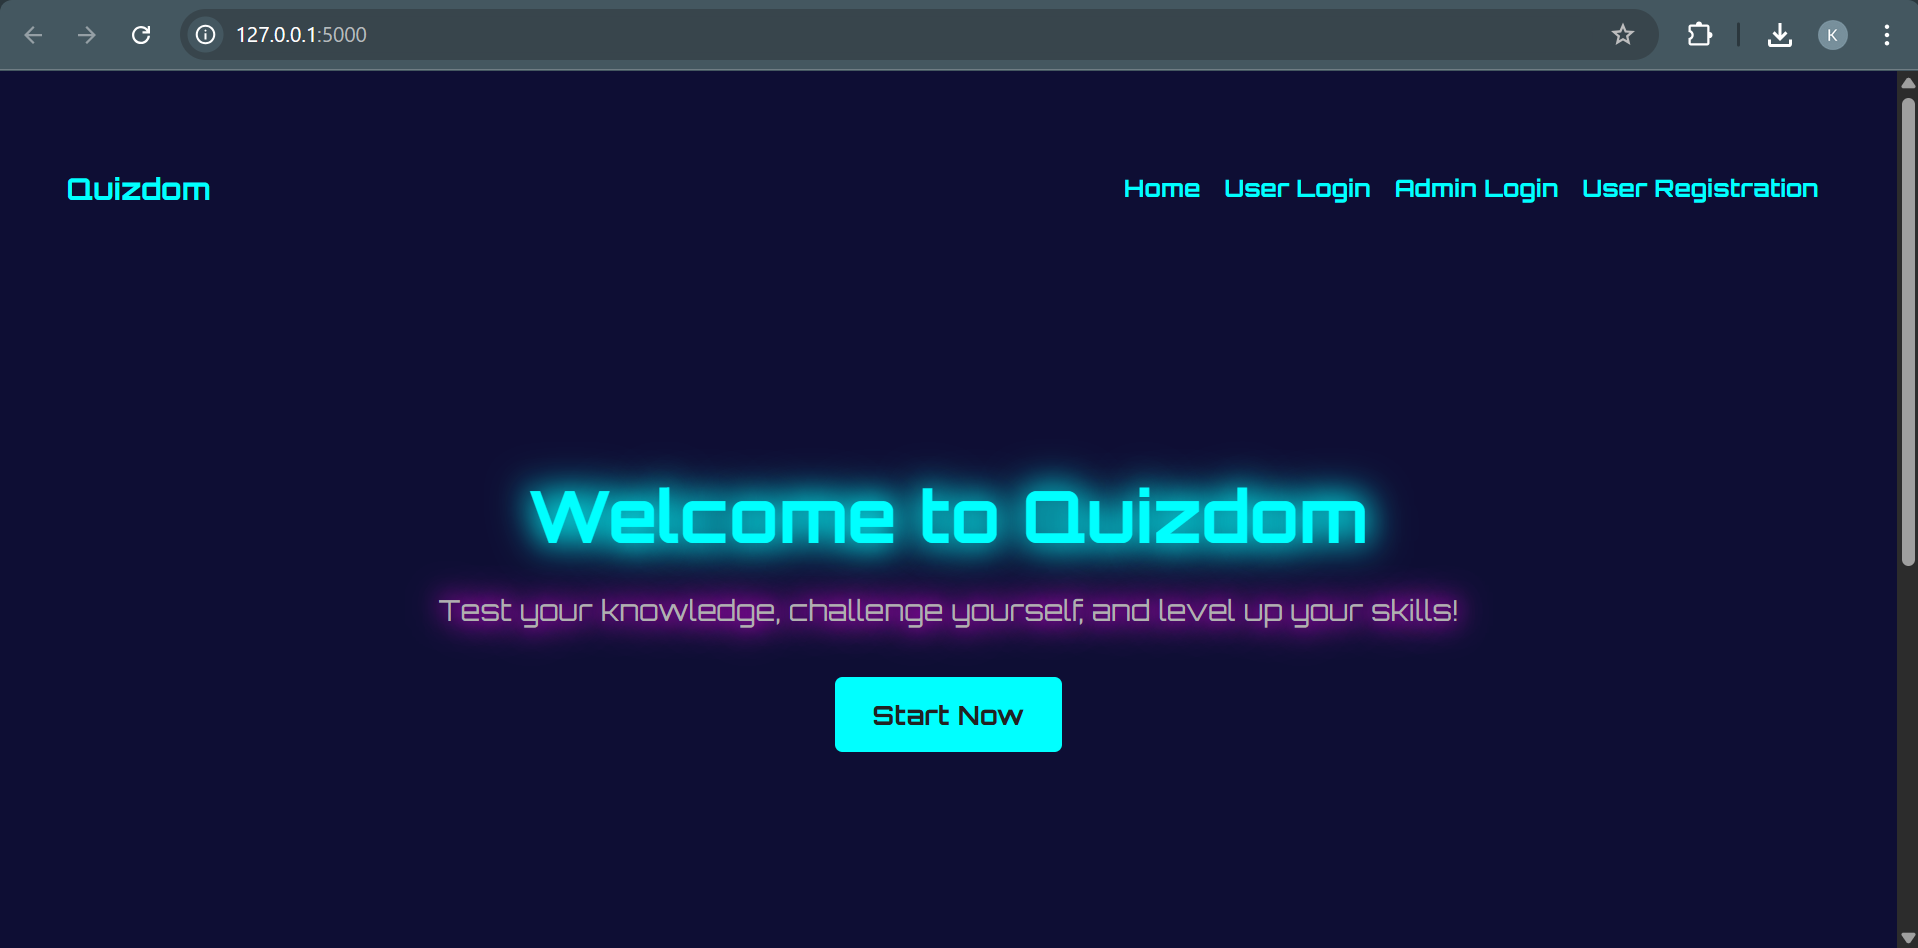 127.0.0.1:5000
K
Quizdom
Home User Login Admin Login User Registration
Welcome to Quizdom
Test your knowledge, challenge yourself, and level up your skills!
Start Now